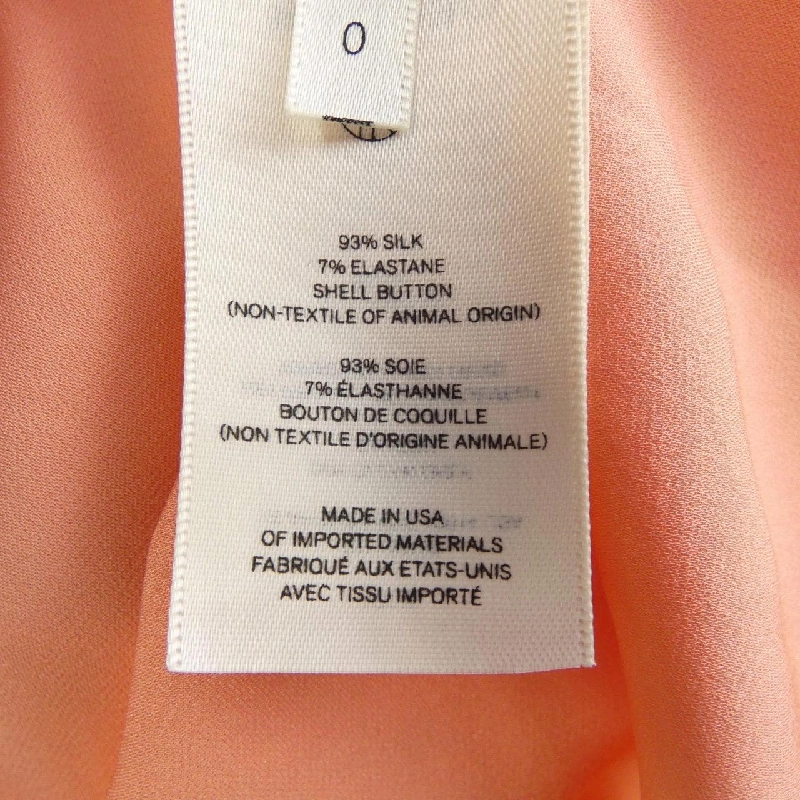 0
93% SILK
7% ELASTANE
SHELL BUTTON
(NON-TEXTILE OF ANIMAL ORIGIN)
93% SOIE
7% ÉLASTHANNE
BOUTON DE COQUILLE
(NON TEXTILE D'ORIGINE ANIMALE)
MADE IN USA
OF IMPORTED MATERIALS
FABRIQUÉ AUX ETATS-UNIS
AVEC TISSU IMPORTÉ